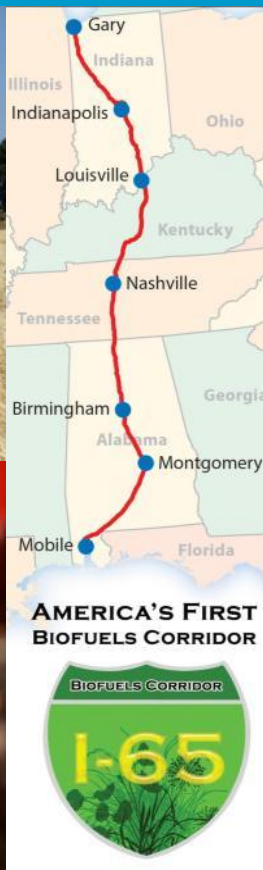 Gary
Indiana
Illinois
Indianapolis
Ohio
Louisville
Kentucky
Nashville
Tennessee
Georgia
Birmingham
Alabama
Montgomery
Mobile
Florida
AMERICA'S FIRST
BIOFUELS CORRIDOR
BIOFUELS CORRIDOR
I-65